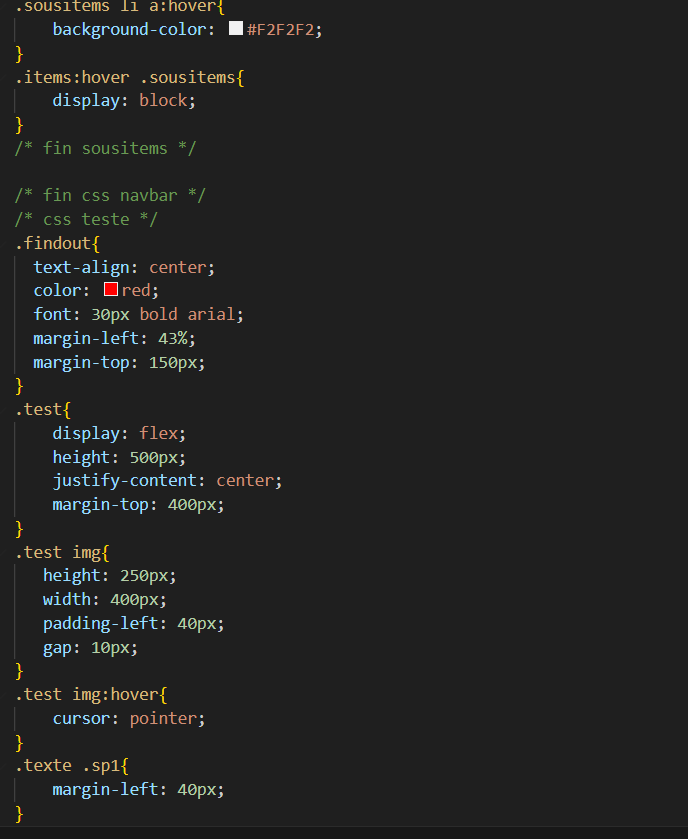 .sousitems li a:hover{
background-color: #F2F2F2;
}
.items:hover .sousitems{
display: block;
}
/* fin sousitems */
/* fin css navbar */
/* css teste */
.findout{
text-align: center;
color: red;
font: 30px bold arial;
margin-left: 43%;
margin-top: 150px;
}
.test{
display: flex;
height: 500px;
justify-content: center;
margin-top: 400px;
}
.test img{
height: 250px;
width: 400px;
padding-left: 40px;
gap: 10px;
}
.test img:hover{
cursor: pointer;
}
.texte .sp1{
margin-left: 40px;
}